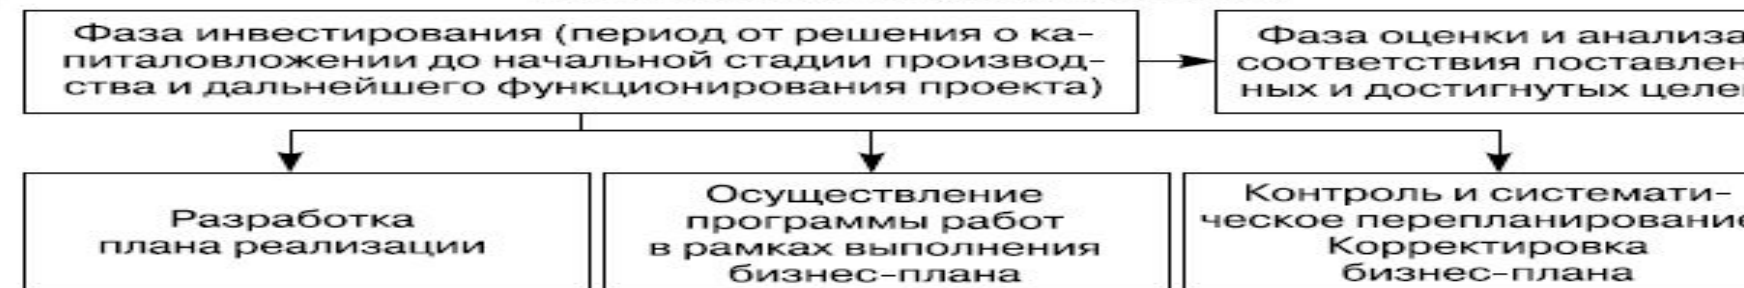 Фаза инвестирования (период от решения о ка-
питаловложении до начальной стадии производ-
ства и дальнейшего функционирования проекта)
Фаза оценки и анализа
соответствия поставлен
ных и достигнутых целе
Разработка
плана реализации
Осуществление
программы работ
в рамках выполнения
бизнес-плана
Контроль и системати-
ческое перепланирование
Корректировка
бизнес-плана